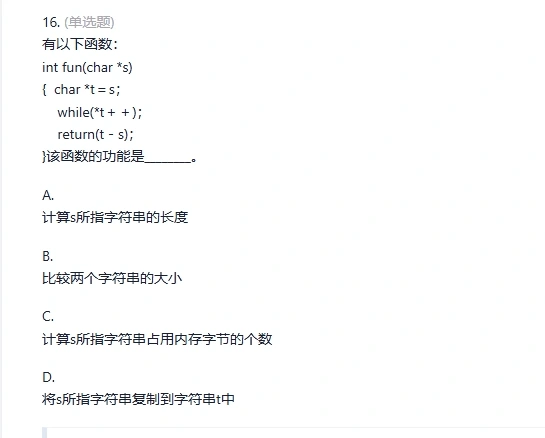 16. (单选题)
有以下函数：
int fun(char *s)
{ char *t = s；
while(*t + +)；
return(t - s)；
}该函数的功能是______。
A.
计算s所指字符串的长度
B.
比较两个字符串的大小
C.
计算s所指字符串占用内存字节的个数
D.
将s所指字符串复制到字符串t中